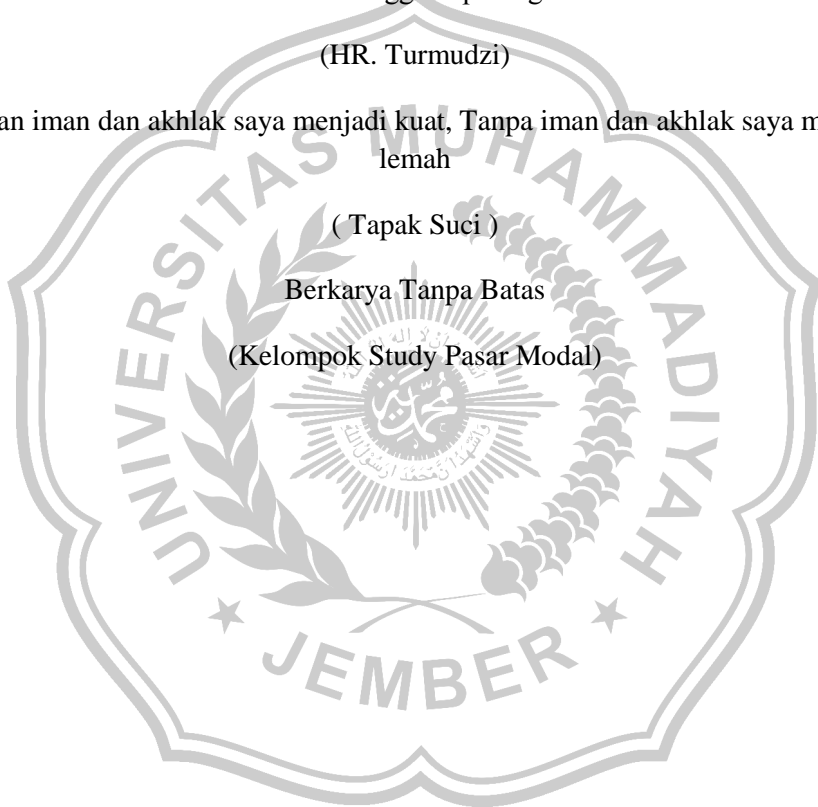 (HR. Turmudzi)
an iman dan akhlak saya menjadi kuat, Tanpa iman dan akhlak saya m
lemah
( Tapak Suci )
Berkarya Tanpa Batas
(Kelompok Study Pasar Modal)
UNIVERSITAS MUHAMMADIYAH
JEMBER